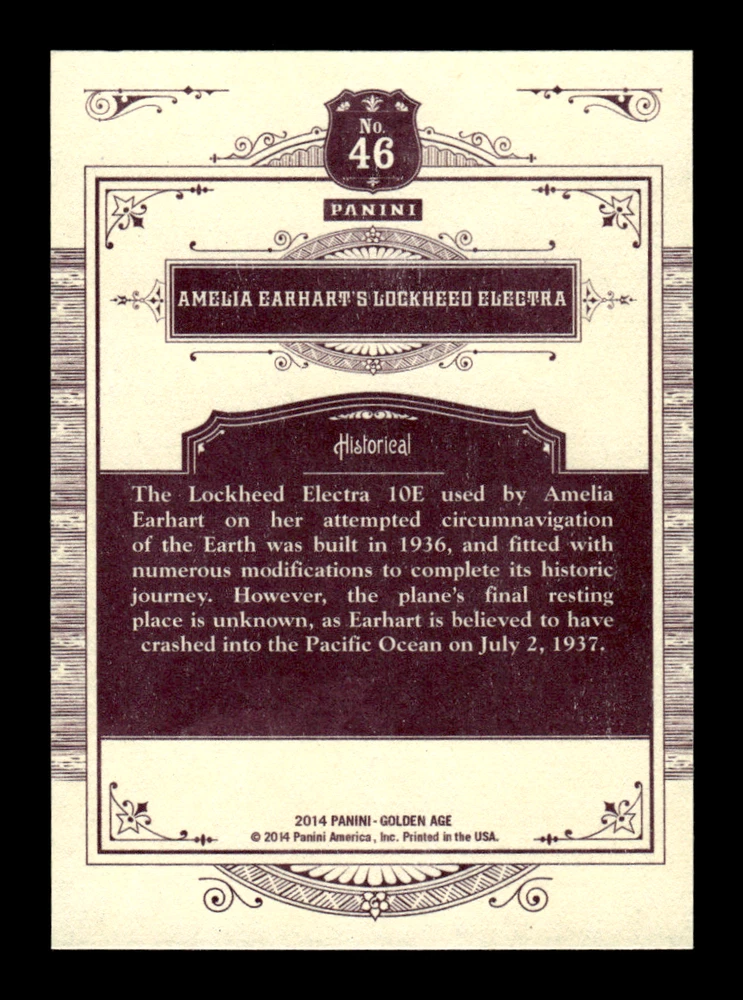 No.
46
PANINI
AMELIA EARHART'S LOCKHEED ELECTRA
Historical
The Lockheed Electra 10E used by Amelia
Earhart on her attempted circumnavigation
of the Earth was built in 1936, and fitted with
numerous modifications to complete its historic
journey. However, the plane's final resting
place is unknown, as Earhart is believed to have
crashed into the Pacific Ocean on July 2, 1937.
2014 PANINI - GOLDEN AGE
© 2014 Panini America, Inc. Printed in the USA.